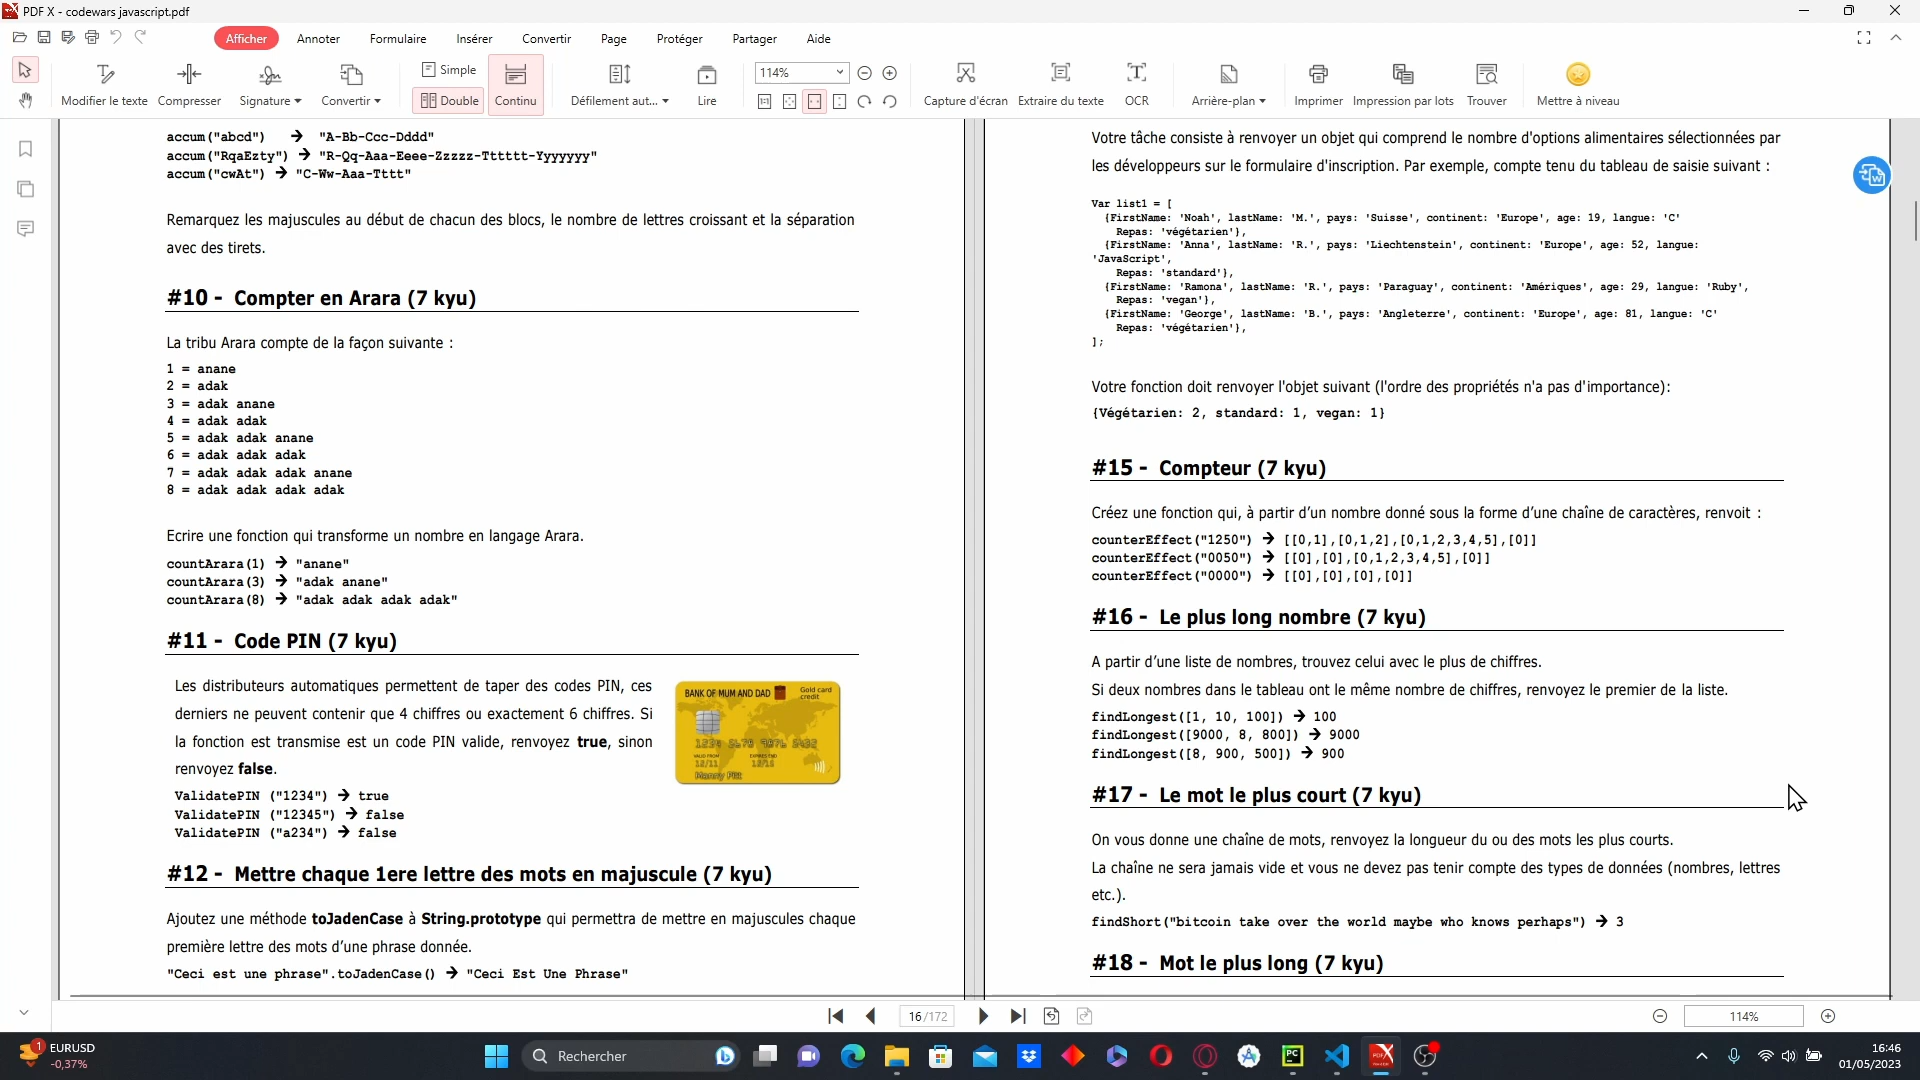 PDF X - codewars javascript.pdf
Afficher
Annoter
Formulaire
Insérer
Convertir
Page
Protéger
Partager
Aide
Modifier le texte
Compresser
Signature
Convertir
Simple
Double
Continu
Défilement aut...
Lire
114%
Capture d'écran
Extraire du texte
OCR
Arrière-plan
Imprimer
Impression par lots
Trouver
Mettre à niveau
accum("abcd") → "A-Bb-Ccc-Dddd"
accum("RqaEzty") → "R-Qq-Aaa-Eeee-Zzzzz-Tttttt-Yyyyyyy"
accum("cwAt") → "C-Ww-Aaa-Tttt"
Remarquez les majuscules au début de chacun des blocs, le nombre de lettres croissant et la séparation
avec des tirets.
#10 - Compter en Arara (7 kyu)
La tribu Arara compte de la façon suivante :
1 = anane
2 = adak
3 = adak anane
4 = adak adak
5 = adak adak anane
6 = adak adak adak
7 = adak adak adak anane
8 = adak adak adak adak
Ecrire une fonction qui transforme un nombre en langage Arara.
countArara(1) → "anane"
countArara(3) → "adak anane"
countArara(8) → "adak adak adak adak"
#11 - Code PIN (7 kyu)
Les distributeurs automatiques permettent de taper des codes PIN, ces
derniers ne peuvent contenir que 4 chiffres ou exactement 6 chiffres. Si
la fonction est transmise est un code PIN valide, renvoyez true, sinon
renvoyez false.
BANK OF MUM AND DAD
Gold card
credit
ValidatePIN ("1234") → true
ValidatePIN ("12345") → false
ValidatePIN ("a234") → false
#12 - Mettre chaque 1ere lettre des mots en majuscule (7 kyu)
Ajoutez une méthode toJadenCase à String.prototype qui permettra de mettre en majuscules chaque
première lettre des mots d'une phrase donnée.
"Ceci est une phrase".toJadenCase() → "Ceci Est Une Phrase"
Votre tâche consiste à renvoyer un objet qui comprend le nombre d'options alimentaires sélectionnées par
les développeurs sur le formulaire d'inscription. Par exemple, compte tenu du tableau de saisie suivant :
Var list1 = [
{FirstName: 'Noah', lastName: 'M.', pays: 'Suisse', continent: 'Europe', age: 19, langue: 'C'
Repas: 'végétarien'},
{FirstName: 'Anna', lastName: 'R.', pays: 'Liechtenstein', continent: 'Europe', age: 52, langue:
'JavaScript',
Repas: 'standard'},
{FirstName: 'Ramona', lastName: 'R.', pays: 'Paraguay', continent: 'Amériques', age: 29, langue: 'Ruby',
Repas: 'vegan'},
{FirstName: 'George', lastName: 'B.', pays: 'Angleterre', continent: 'Europe', age: 81, langue: 'C'
Repas: 'végétarien'},
];
Votre fonction doit renvoyer l'objet suivant (l'ordre des propriétés n'a pas d'importance):
{Végétarien: 2, standard: 1, vegan: 1}
#15 - Compteur (7 kyu)
Créez une fonction qui, à partir d'un nombre donné sous la forme d'une chaîne de caractères, renvoit :
counterEffect("1250") → [[0,1],[0,1,2],[0,1,2,3,4,5],[0]]
counterEffect("0050") → [[0],[0],[0,1,2,3,4,5],[0]]
counterEffect("0000") → [[0],[0],[0],[0]]
#16 - Le plus long nombre (7 kyu)
A partir d'une liste de nombres, trouvez celui avec le plus de chiffres.
Si deux nombres dans le tableau ont le même nombre de chiffres, renvoyez le premier de la liste.
findLongest([1, 10, 100]) → 100
findLongest([9000, 8, 800]) → 9000
findLongest([8, 900, 500]) → 900
#17 - Le mot le plus court (7 kyu)
On vous donne une chaîne de mots, renvoyez la longueur du ou des mots les plus courts.
La chaîne ne sera jamais vide et vous ne devez pas tenir compte des types de données (nombres, lettres
etc.).
findShort("bitcoin take over the world maybe who knows perhaps") → 3
#18 - Mot le plus long (7 kyu)
16 /172
114%
1
EURUSD
-0,37%
Rechercher
16:46
01/05/2023